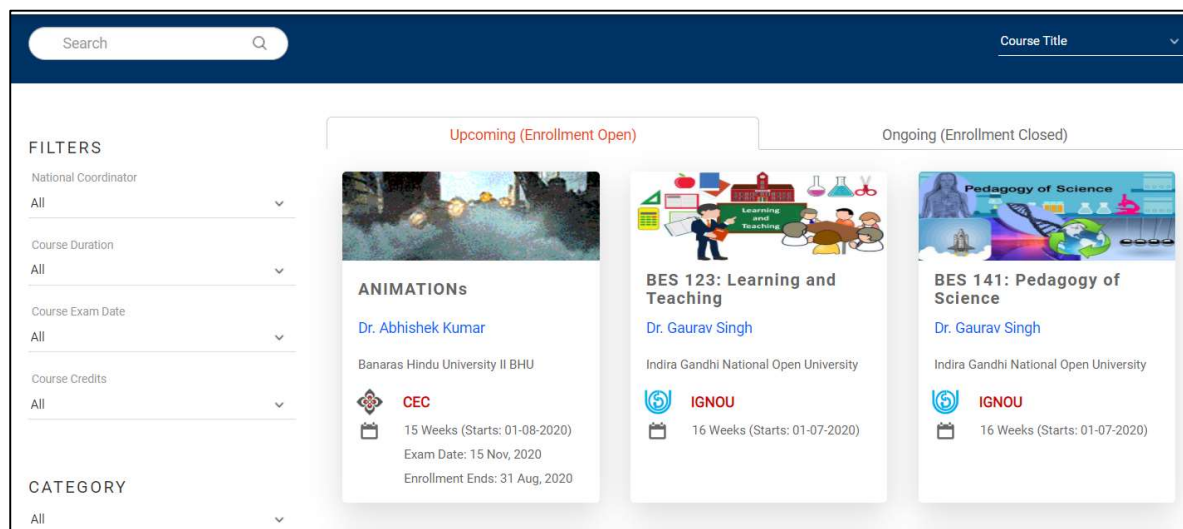 Search
Course Title
FILTERS
National Coordinator
All
Course Duration
All
Course Exam Date
All
Course Credits
All
CATEGORY
All
Upcoming (Enrollment Open)
Ongoing (Enrollment Closed)
ANIMATIONs
Dr. Abhishek Kumar
Banaras Hindu University II BHU
CEC
15 Weeks (Starts: 01-08-2020)
Exam Date: 15 Nov, 2020
Enrollment Ends: 31 Aug, 2020
Learning
and
Teaching
BES 123: Learning and
Teaching
Dr. Gaurav Singh
Indira Gandhi National Open University
IGNOU
16 Weeks (Starts: 01-07-2020)
Pedagogy of Science
BES 141: Pedagogy of
Science
Dr. Gaurav Singh
Indira Gandhi National Open University
IGNOU
16 Weeks (Starts: 01-07-2020)